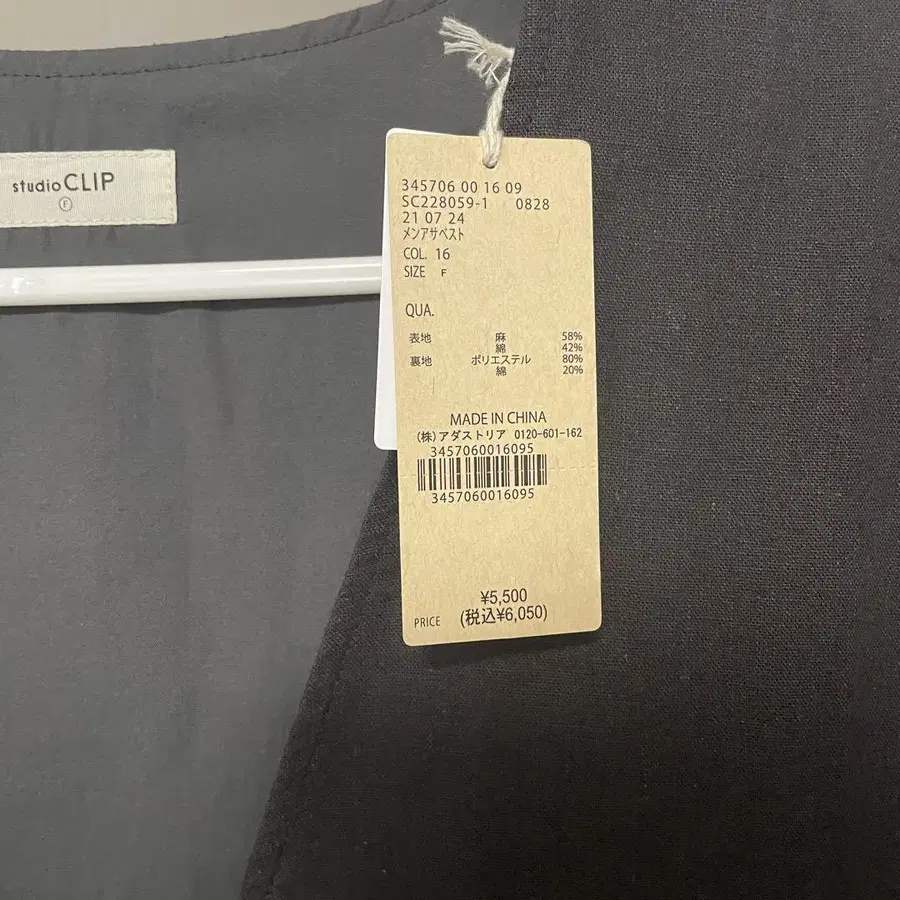 studio CLIP
F
345706 00 16 09
SC228059-1 0828
21 07 24
メンアサベスト
COL. 16
SIZE F
QUA.
表地 麻 58%
綿 42%
裏地 ポリエステル 80%
綿 20%
MADE IN CHINA
(株)アダストリア 0120-601-162
3457060016095
3457060016095
¥5,500
PRICE (税込¥6,050)